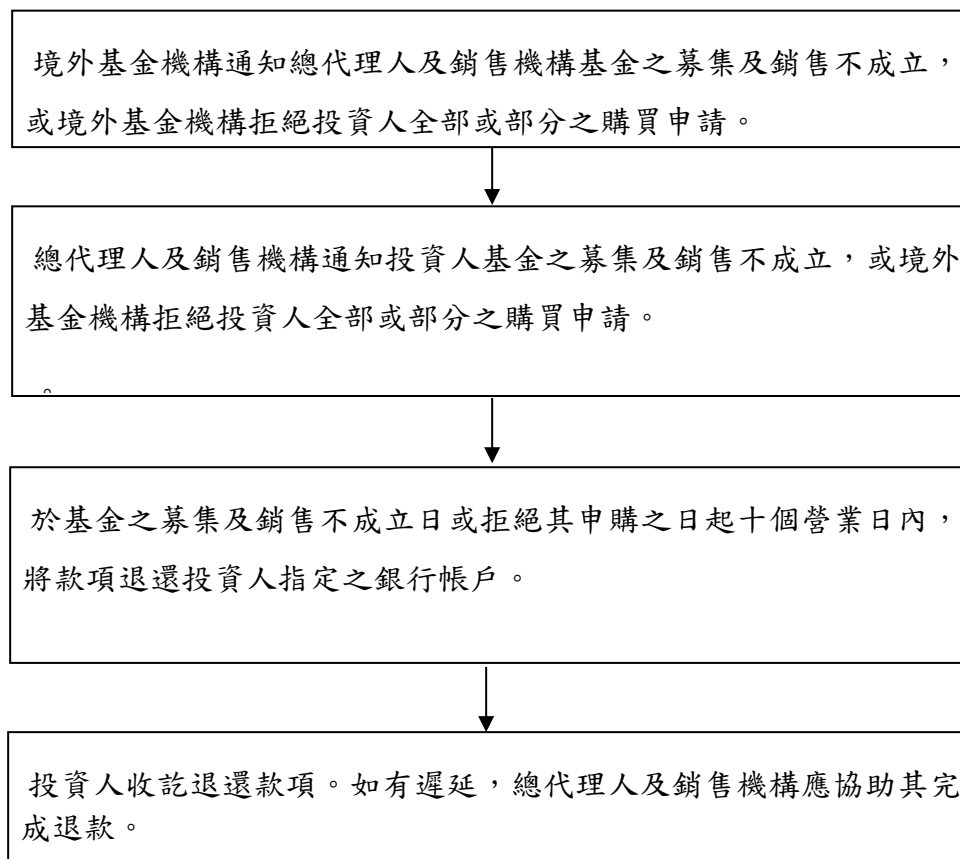 境外基金機構通知總代理人及銷售機構基金之募集及銷售不成立，
或境外基金機構拒絕投資人全部或部分之購買申請。
總代理人及銷售機構通知投資人基金之募集及銷售不成立，或境外
基金機構拒絕投資人全部或部分之購買申請。
。
於基金之募集及銷售不成立日或拒絕其申購之日起十個營業日內，
將款項退還投資人指定之銀行帳戶。
投資人收訖退還款項。如有遲延，總代理人及銷售機構應協助其完
成退款。